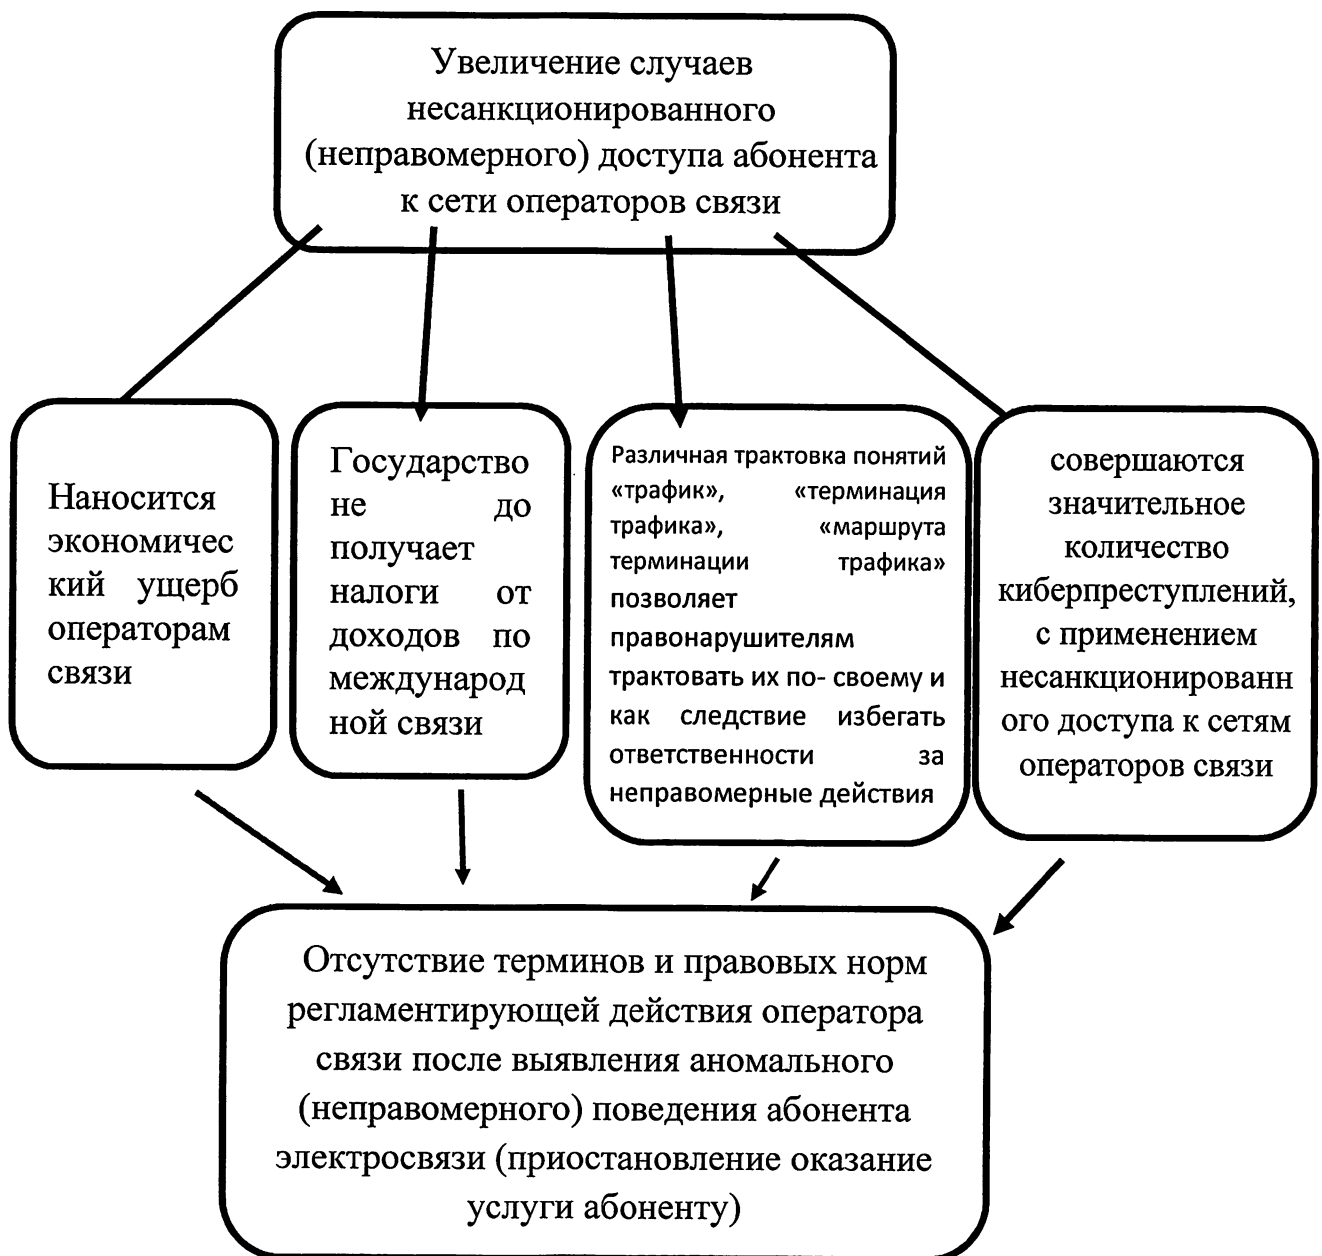 Увеличение случаев
несанкционированного
(неправомерного) доступа абонента
к сети операторов связи
Наносится
экономичес
кий ущерб
операторам
связи
Государство
не до
получает
налоги от
доходов по
международ
ной связи
Различная трактовка понятий
«трафик», «терминация
трафика», «маршрута
терминации трафика»
позволяет
правонарушителям
трактовать их по- своему и
как следствие избегать
ответственности за
неправомерные действия
совершаются
значительное
количество
киберпреступлений,
с применением
несанкционированн
ого доступа к сетям
операторов связи
Отсутствие терминов и правовых норм
регламентирующей действия оператора
связи после выявления аномального
(неправомерного) поведения абонента
электросвязи (приостановление оказание
услуги абоненту)